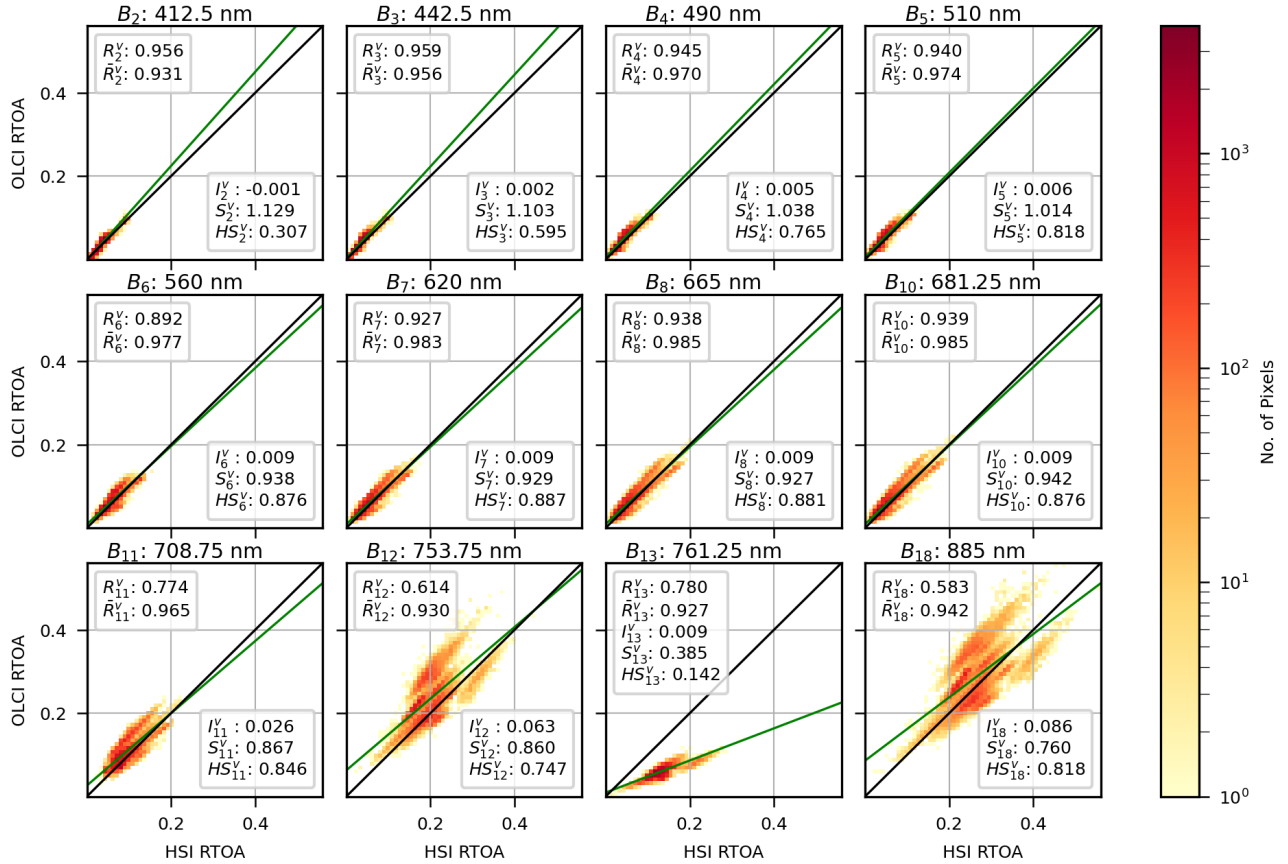 B₂: 412.5 nm
B₃: 442.5 nm
B₄: 490 nm
B₅: 510 nm
OLCI RTOA
0.4
0.2
R₂ᵛ: 0.956
R̄₂ᵛ: 0.931
I₂ᵛ : -0.001
S₂ᵛ: 1.129
HS₂ᵛ: 0.307
R₃ᵛ: 0.959
R̄₃ᵛ: 0.956
I₃ᵛ : 0.002
S₃ᵛ: 1.103
HS₃ᵛ: 0.595
R₄ᵛ: 0.945
R̄₄ᵛ: 0.970
I₄ᵛ : 0.005
S₄ᵛ: 1.038
HS₄ᵛ: 0.765
R₅ᵛ: 0.940
R̄₅ᵛ: 0.974
I₅ᵛ : 0.006
S₅ᵛ: 1.014
HS₅ᵛ: 0.818
B₆: 560 nm
B₇: 620 nm
B₈: 665 nm
B₁₀: 681.25 nm
OLCI RTOA
0.4
0.2
R₆ᵛ: 0.892
R̄₆ᵛ: 0.977
I₆ᵛ : 0.009
S₆ᵛ: 0.938
HS₆ᵛ: 0.876
R₇ᵛ: 0.927
R̄₇ᵛ: 0.983
I₇ᵛ : 0.009
S₇ᵛ: 0.929
HS₇ᵛ: 0.887
R₈ᵛ: 0.938
R̄₈ᵛ: 0.985
I₈ᵛ : 0.009
S₈ᵛ: 0.927
HS₈ᵛ: 0.881
R₁₀ᵛ: 0.939
R̄₁₀ᵛ: 0.985
I₁₀ᵛ : 0.009
S₁₀ᵛ: 0.942
HS₁₀ᵛ: 0.876
B₁₁: 708.75 nm
B₁₂: 753.75 nm
B₁₃: 761.25 nm
B₁₈: 885 nm
OLCI RTOA
0.4
0.2
R₁₁ᵛ: 0.774
R̄₁₁ᵛ: 0.965
I₁₁ᵛ : 0.026
S₁₁ᵛ: 0.867
HS₁₁ᵛ: 0.846
R₁₂ᵛ: 0.614
R̄₁₂ᵛ: 0.930
I₁₂ᵛ : 0.063
S₁₂ᵛ: 0.860
HS₁₂ᵛ: 0.747
R₁₃ᵛ: 0.780
R̄₁₃ᵛ: 0.927
I₁₃ᵛ : 0.009
S₁₃ᵛ: 0.385
HS₁₃ᵛ: 0.142
R₁₈ᵛ: 0.583
R̄₁₈ᵛ: 0.942
I₁₈ᵛ : 0.086
S₁₈ᵛ: 0.760
HS₁₈ᵛ: 0.818
0.2 0.4
0.2 0.4
0.2 0.4
0.2 0.4
HSI RTOA
HSI RTOA
HSI RTOA
HSI RTOA
10³
10²
10¹
10⁰
No. of Pixels